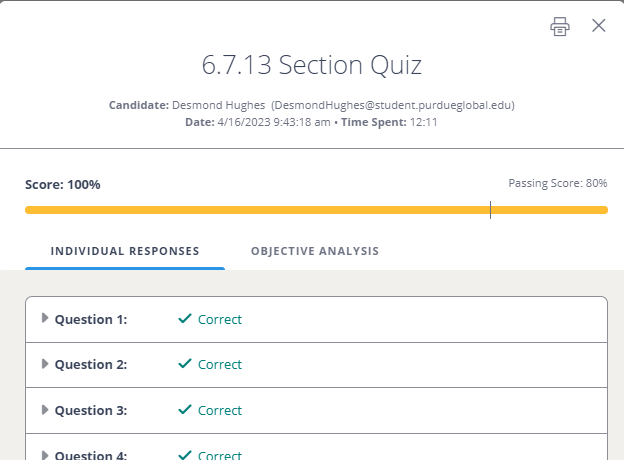 6.7.13 Section Quiz
Candidate: Desmond Hughes (DesmondHughes@student.purdueglobal.edu)
Date: 4/16/2023 9:43:18 am • Time Spent: 12:11
Score: 100%
Passing Score: 80%
INDIVIDUAL RESPONSES
OBJECTIVE ANALYSIS
Question 1: Correct
Question 2: Correct
Question 3: Correct
Question 4: Correct